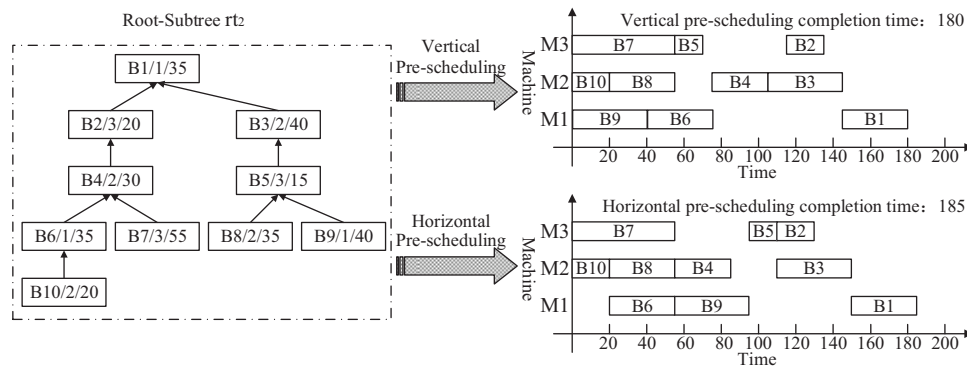 Root-Subtree rt2
B1/1/35
B2/3/20
B3/2/40
B4/2/30
B5/3/15
B6/1/35
B7/3/55
B8/2/35
B9/1/40
B10/2/20
Vertical
Pre-scheduling
Horizontal
Pre-scheduling
Vertical pre-scheduling completion time: 180
Machine
M3
B7
B5
B2
M2
B10
B8
B4
B3
M1
B9
B6
B1
20 40 60 80 100 120 140 160 180 200
Time
Horizontal pre-scheduling completion time: 185
Machine
M3
B7
B5
B2
M2
B10
B8
B4
B3
M1
B6
B9
B1
20 40 60 80 100 120 140 160 180 200
Time